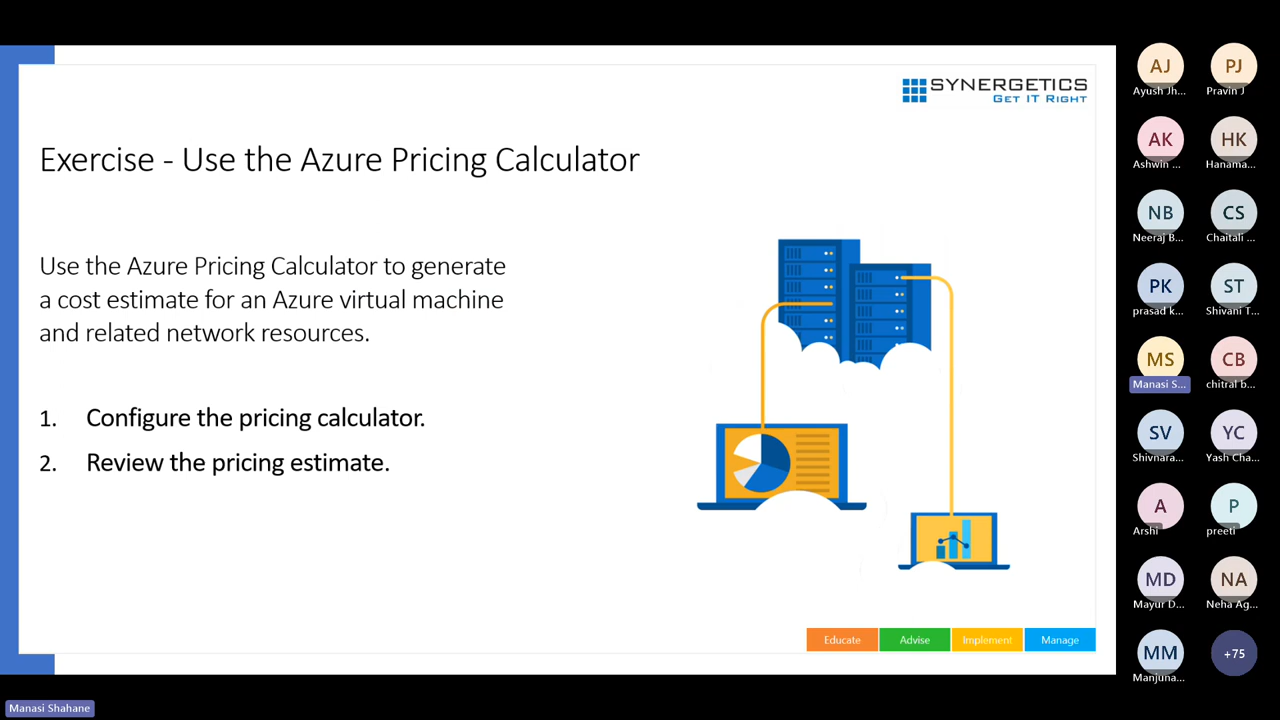 SYNERGETICS
GET IT RIGHT
Exercise - Use the Azure Pricing Calculator
Use the Azure Pricing Calculator to generate
a cost estimate for an Azure virtual machine
and related network resources.
1. Configure the pricing calculator.
2. Review the pricing estimate.
Educate Advise Implement Manage
AJ PJ
Ayush Jh... Pravin J
AK HK
Ashwin ... Hanama...
NB CS
Neeraj B... Chaitali ...
PK ST
prasad k... Shivani T...
MS CB
Manasi S... chitral b...
SV YC
Shivnara... Yash Cha...
A P
Arshi preeti
MD NA
Mayur D... Neha Ag...
MM +75
Manjuna...
Manasi Shahane